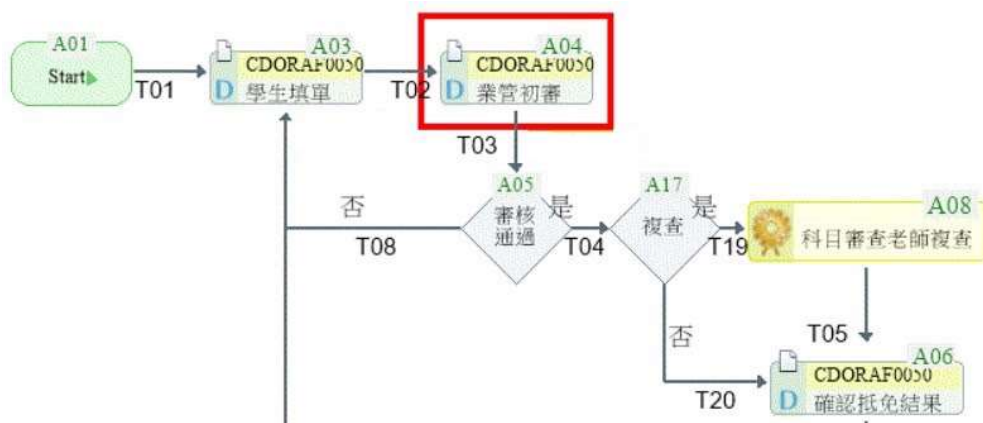 A01
Start
T01
A03
CDORAF0050
D 學生填單
T02
A04
CDORAF0050
D 業管初審
T03
A05
審核
通過
否
T08
是
T04
A17
複查
是
T19
A08
科目審查老師複查
T05
否
T20
A06
CDORAF0050
D 確認抵免結果